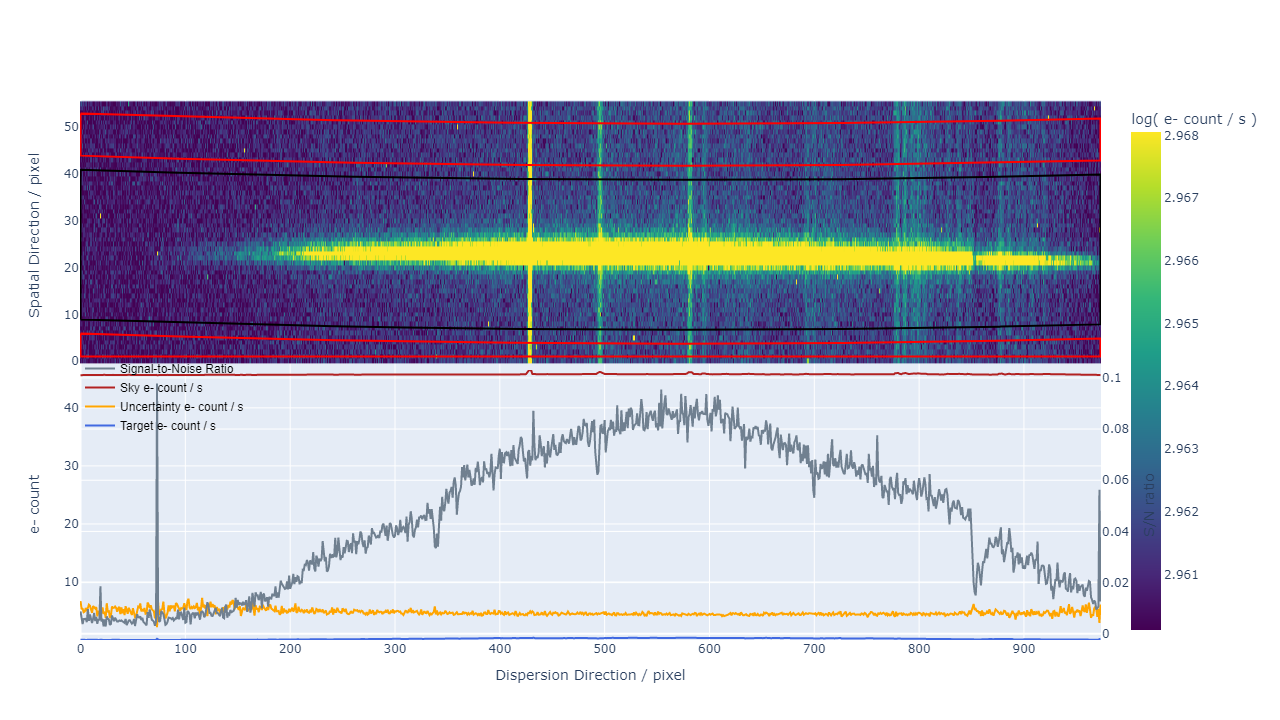 log( e- count / s )
50
40
30
20
10
0
Spatial Direction / pixel
2.968
2.967
2.966
2.965
2.964
2.963
2.962
2.961
Signal-to-Noise Ratio
Sky e- count / s
Uncertainty e- count / s
Target e- count / s
40
30
20
10
e- count
0.1
0.08
0.06
0.04
0.02
0
S/N ratio
0 100 200 300 400 500 600 700 800 900
Dispersion Direction / pixel